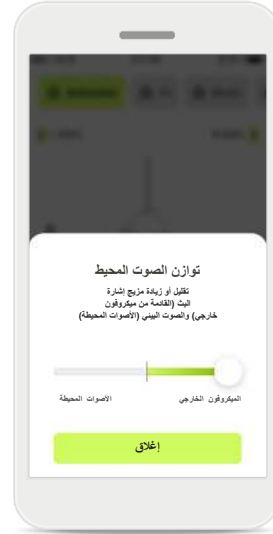 توازن الصوت المحيط
تقليل أو زيادة مزيج إشارة
البث (القادمة من ميكروفون
خارجي) والصوت البيئي (الأصوات المحيطة)
الميكروفون الخارجي
الأصوات المحيطة
إغلاق